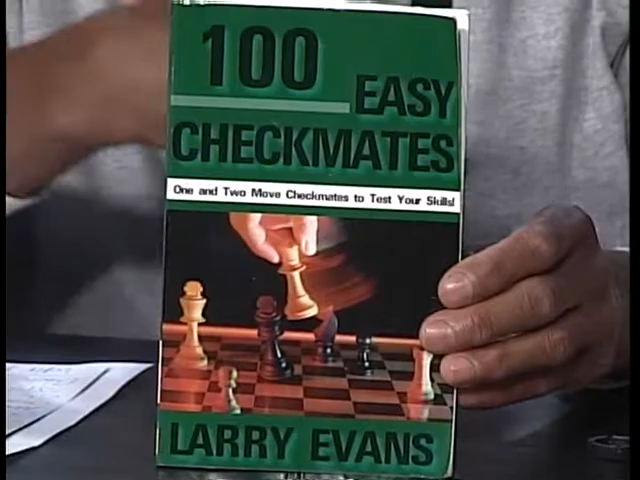 100
EASY
CHECKMATES
One and Two Move Checkmates to Test Your Skills!
LARRY EVANS